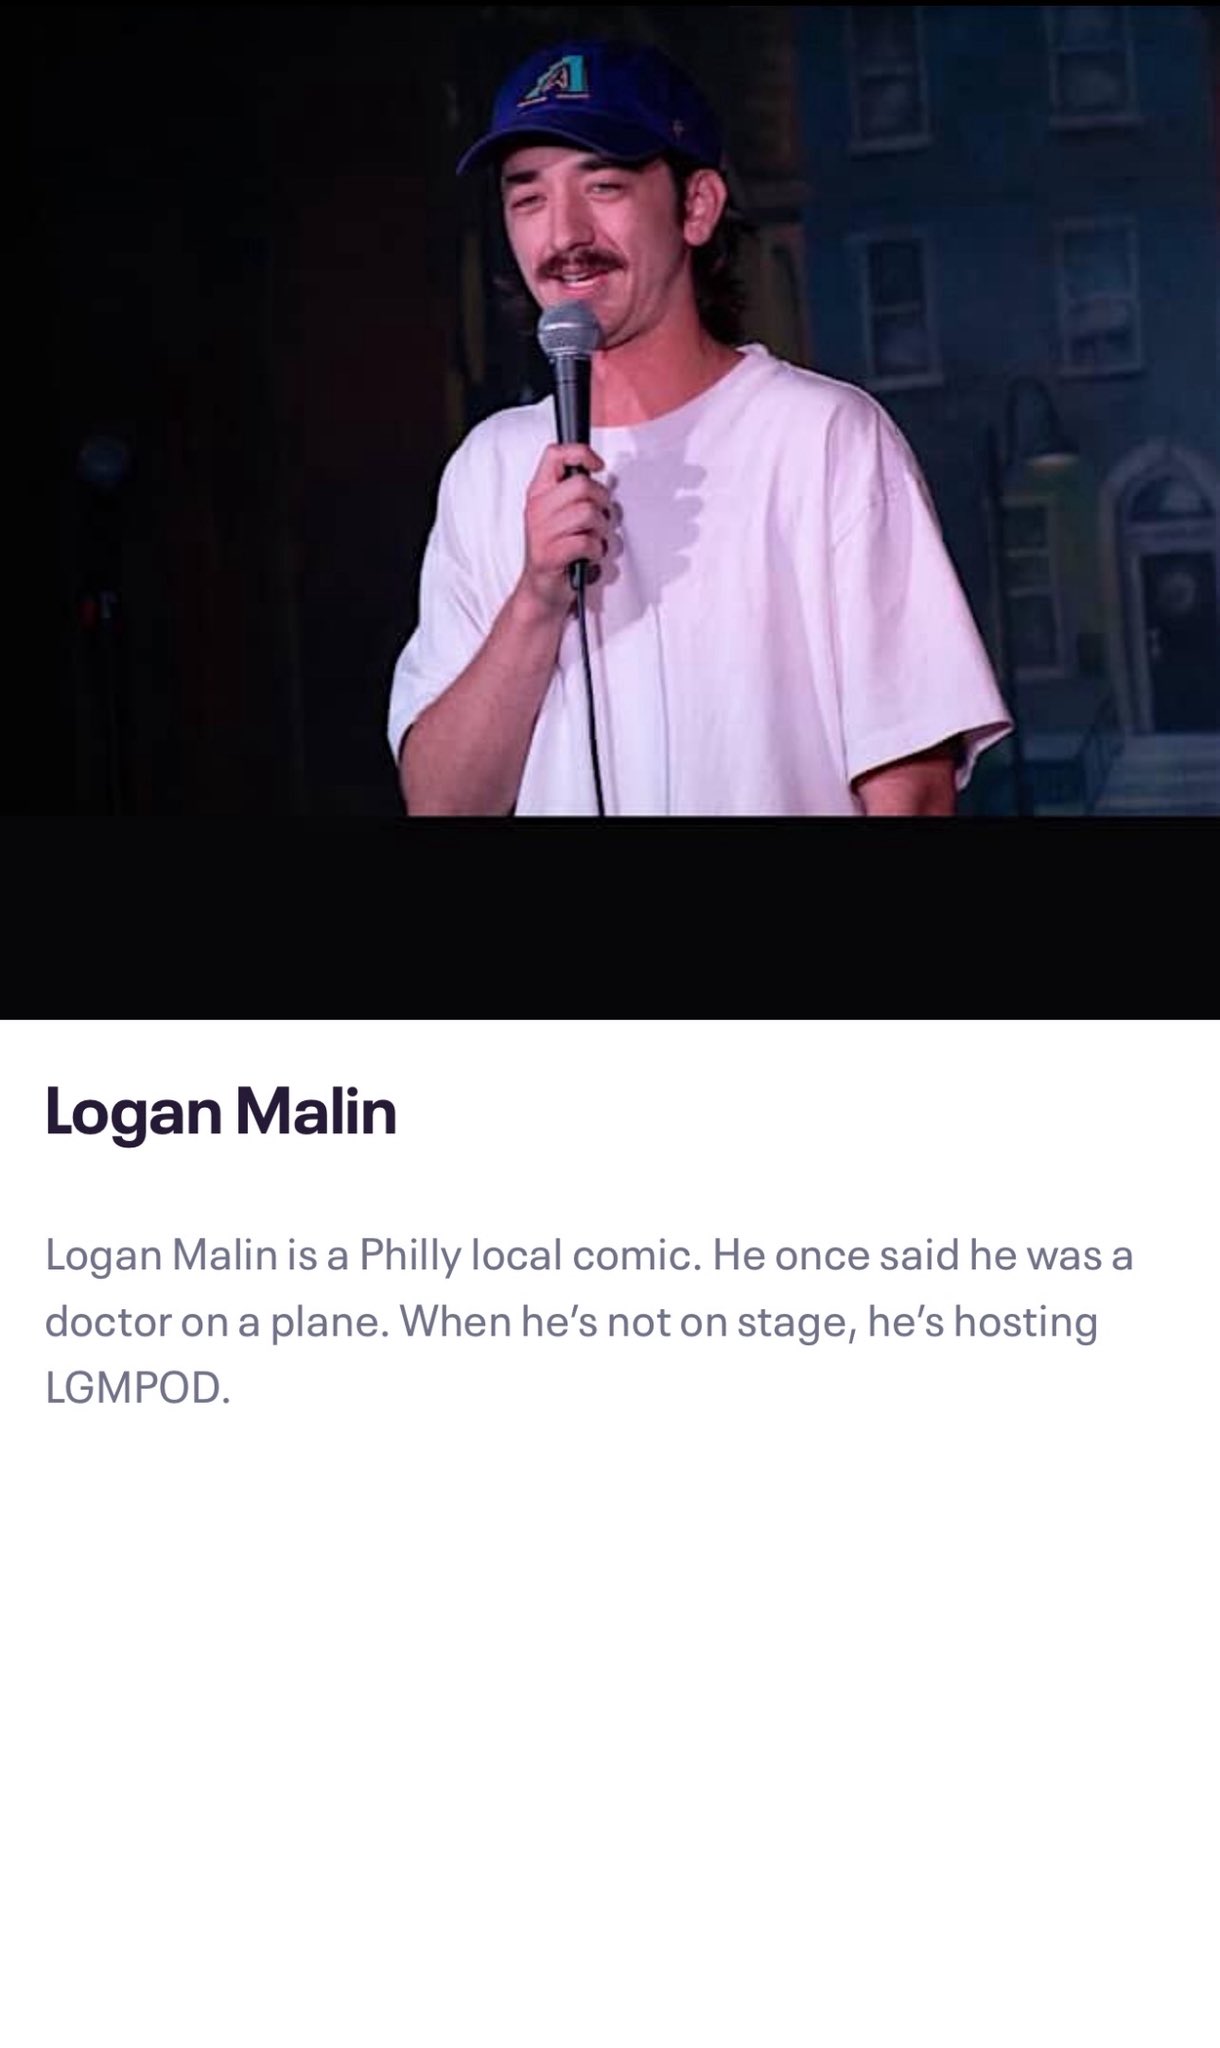 A
Logan Malin
Logan Malin is a Philly local comic. He once said he was a
doctor on a plane. When he’s not on stage, he’s hosting
LGMPOD.